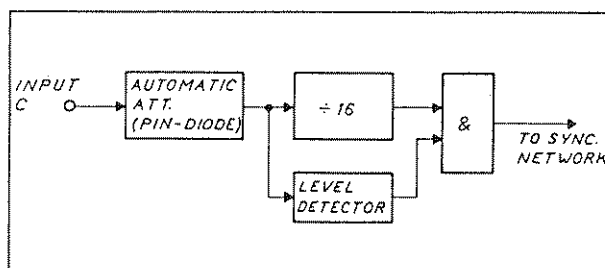 INPUT
C
AUTOMATIC
ATT.
(PIN-DIODE)
÷16
&
LEVEL
DETECTOR
TO SYNC.
NETWORK